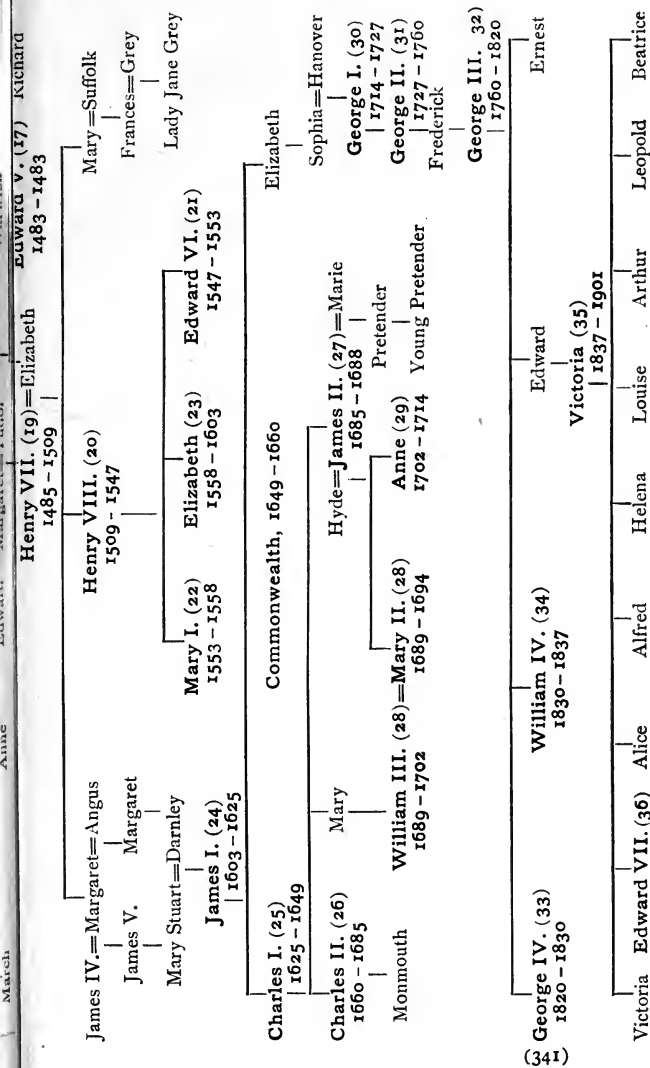 March Anne Edward. Margaret=Tudor
Edward V. (17) Richard
1483 – 1483
Henry VII. (19)=Elizabeth
1485 – 1509
James IV.=Margaret=Angus
Henry VIII. (20)
1509 – 1547
Mary=Suffolk
James V. Margaret
Frances=Grey
Mary Stuart=Darnley
Lady Jane Grey
Mary I. (22)
1553 – 1558
Elizabeth (23)
1558 – 1603
Edward VI. (21)
1547 – 1553
James I. (24)
1603 – 1625
Charles I. (25)
1625 – 1649
Commonwealth, 1649 – 1660
Elizabeth
Sophia=Hanover
Charles II. (26)
1660 – 1685
Mary
Hyde=James II. (27)=Marie
1685 – 1688
George I. (30)
1714 – 1727
Monmouth
William III. (28)=Mary II. (28)
1689 – 1702
1689 – 1694
Anne (29)
1702 – 1714
Pretender
Young Pretender
George II. (31)
1727 – 1760
Frederick
George III. 32)
1760 – 1820
George IV. (33)
1820 – 1830
William IV. (34)
1830 – 1837
Edward
Ernest
Victoria (35)
1837 – 1901
Victoria Edward VII. (36) Alice Alfred Helena Louise Arthur Leopold Beatrice
(341)